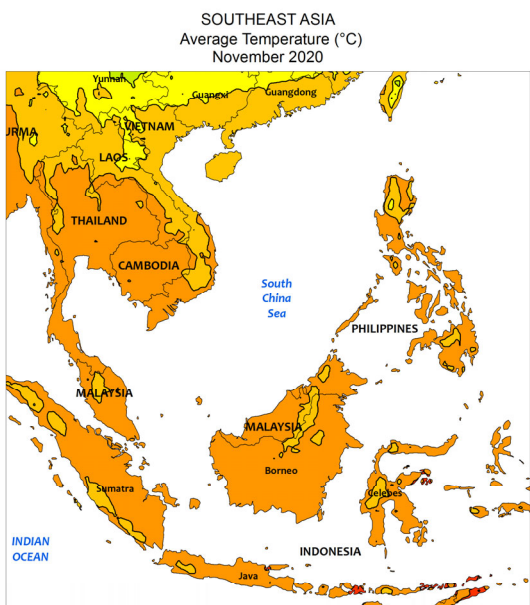 SOUTHEAST ASIA
Average Temperature (°C)
November 2020
Yunnan
Guangxi
Guangdong
URMA
VIETNAM
LAOS
THAILAND
CAMBODIA
South
China
Sea
PHILIPPINES
MALAYSIA
MALAYSIA
Borneo
Sumatra
Celebes
INDIAN
OCEAN
INDONESIA
Java